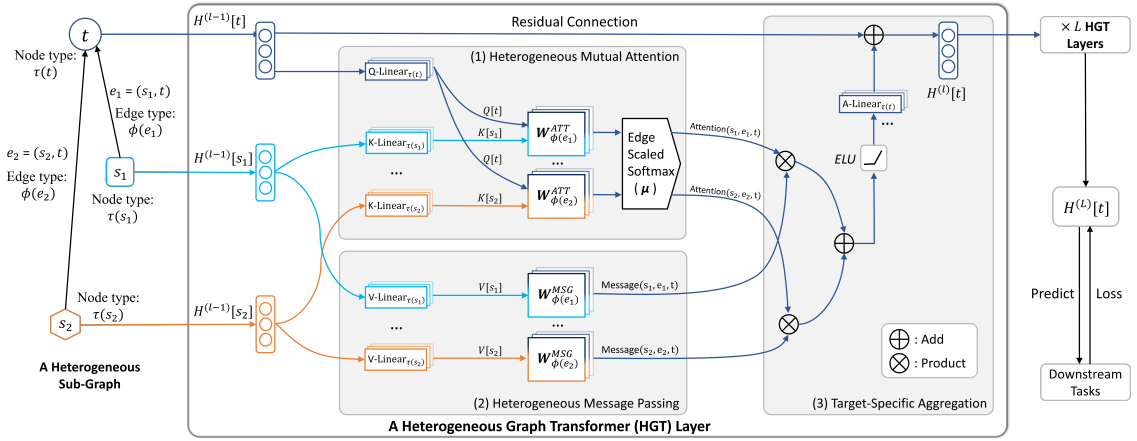 t
Node type:
τ(t)
e₁ = (s₁, t)
Edge type:
ϕ(e₁)
e₂ = (s₂, t)
Edge type:
ϕ(e₂)
s₁
Node type:
τ(s₁)
Node type:
τ(s₂)
s₂
A Heterogeneous
Sub-Graph
H^(l−1)[t]
H^(l−1)[s₁]
H^(l−1)[s₂]
Residual Connection
(1) Heterogeneous Mutual Attention
Q-Linear_τ(t)
Q[t]
K-Linear_τ(s₁)
K[s₁]
...
Q[t]
K-Linear_τ(s₂)
K[s₂]
W^ATT_ϕ(e₁)
...
W^ATT_ϕ(e₂)
Edge
Scaled
Softmax
(μ)
Attention(s₁, e₁, t)
Attention(s₂, e₂, t)
V-Linear_τ(s₁)
V[s₁]
W^MSG_ϕ(e₁)
Message(s₁, e₁, t)
...
...
V-Linear_τ(s₂)
V[s₂]
W^MSG_ϕ(e₂)
Message(s₂, e₂, t)
(2) Heterogeneous Message Passing
A-Linear_τ(t)
...
ELU
H^(l)[t]
: Add
: Product
(3) Target-Specific Aggregation
A Heterogeneous Graph Transformer (HGT) Layer
× L HGT
Layers
H^(L)[t]
Predict
Loss
Downstream
Tasks